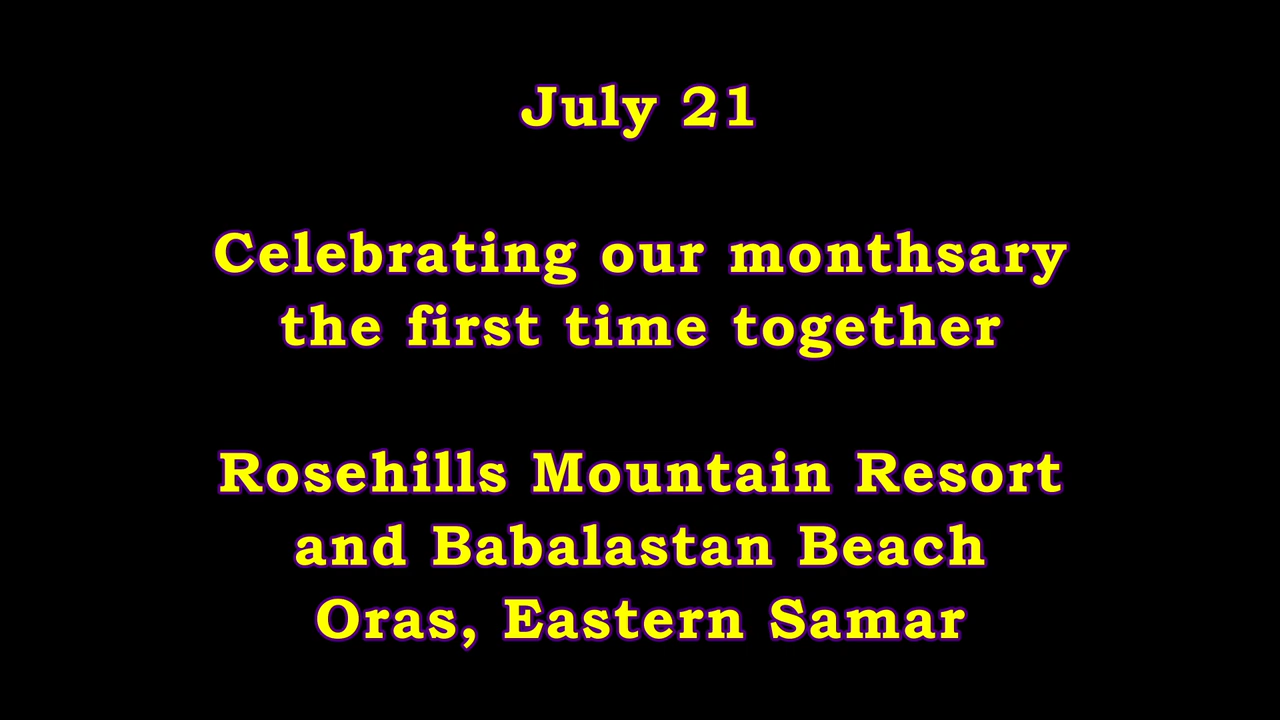 July 21
Celebrating our monthsary
the first time together
Rosehills Mountain Resort
and Babalastan Beach
Oras, Eastern Samar